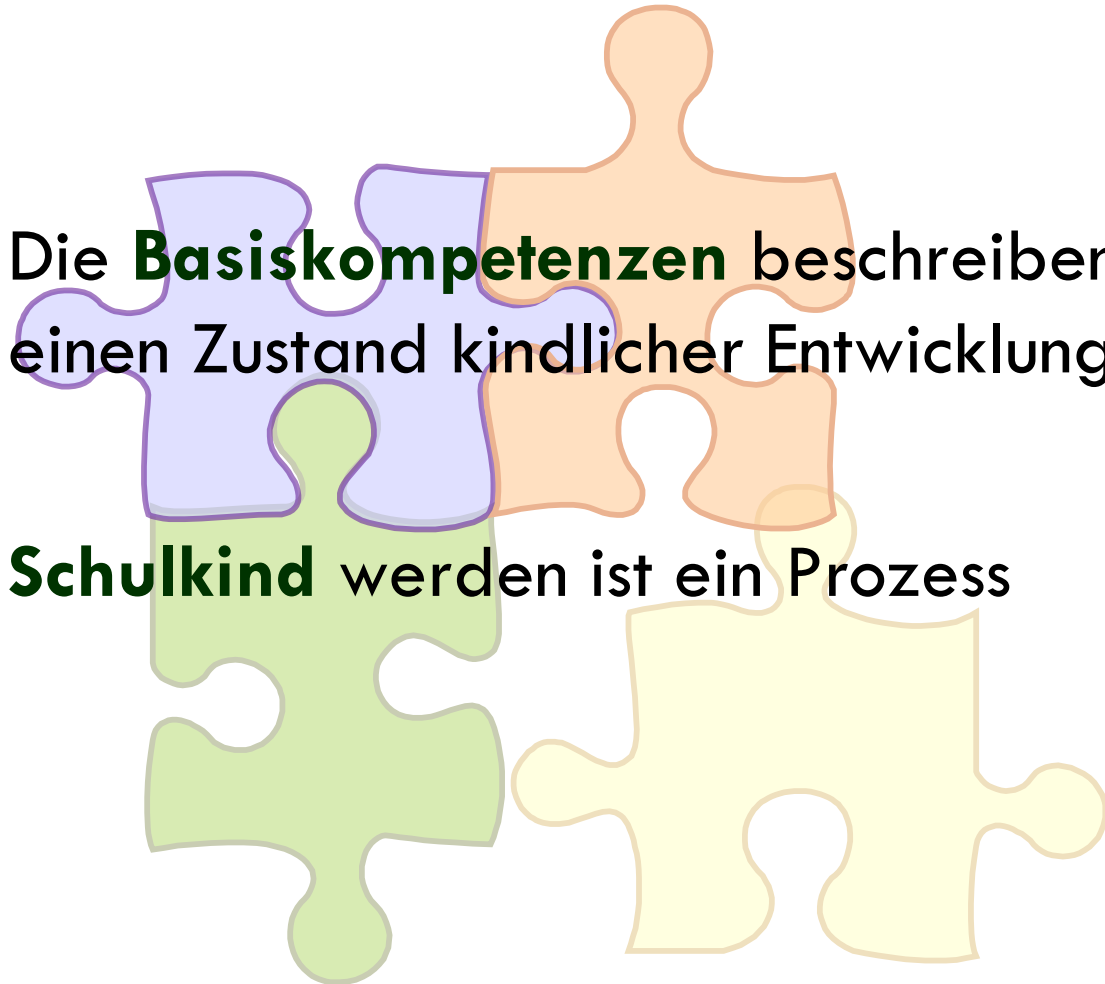 Die Basiskompetenzen beschreiben
einen Zustand kindlicher Entwicklung
Schulkind werden ist ein Prozess